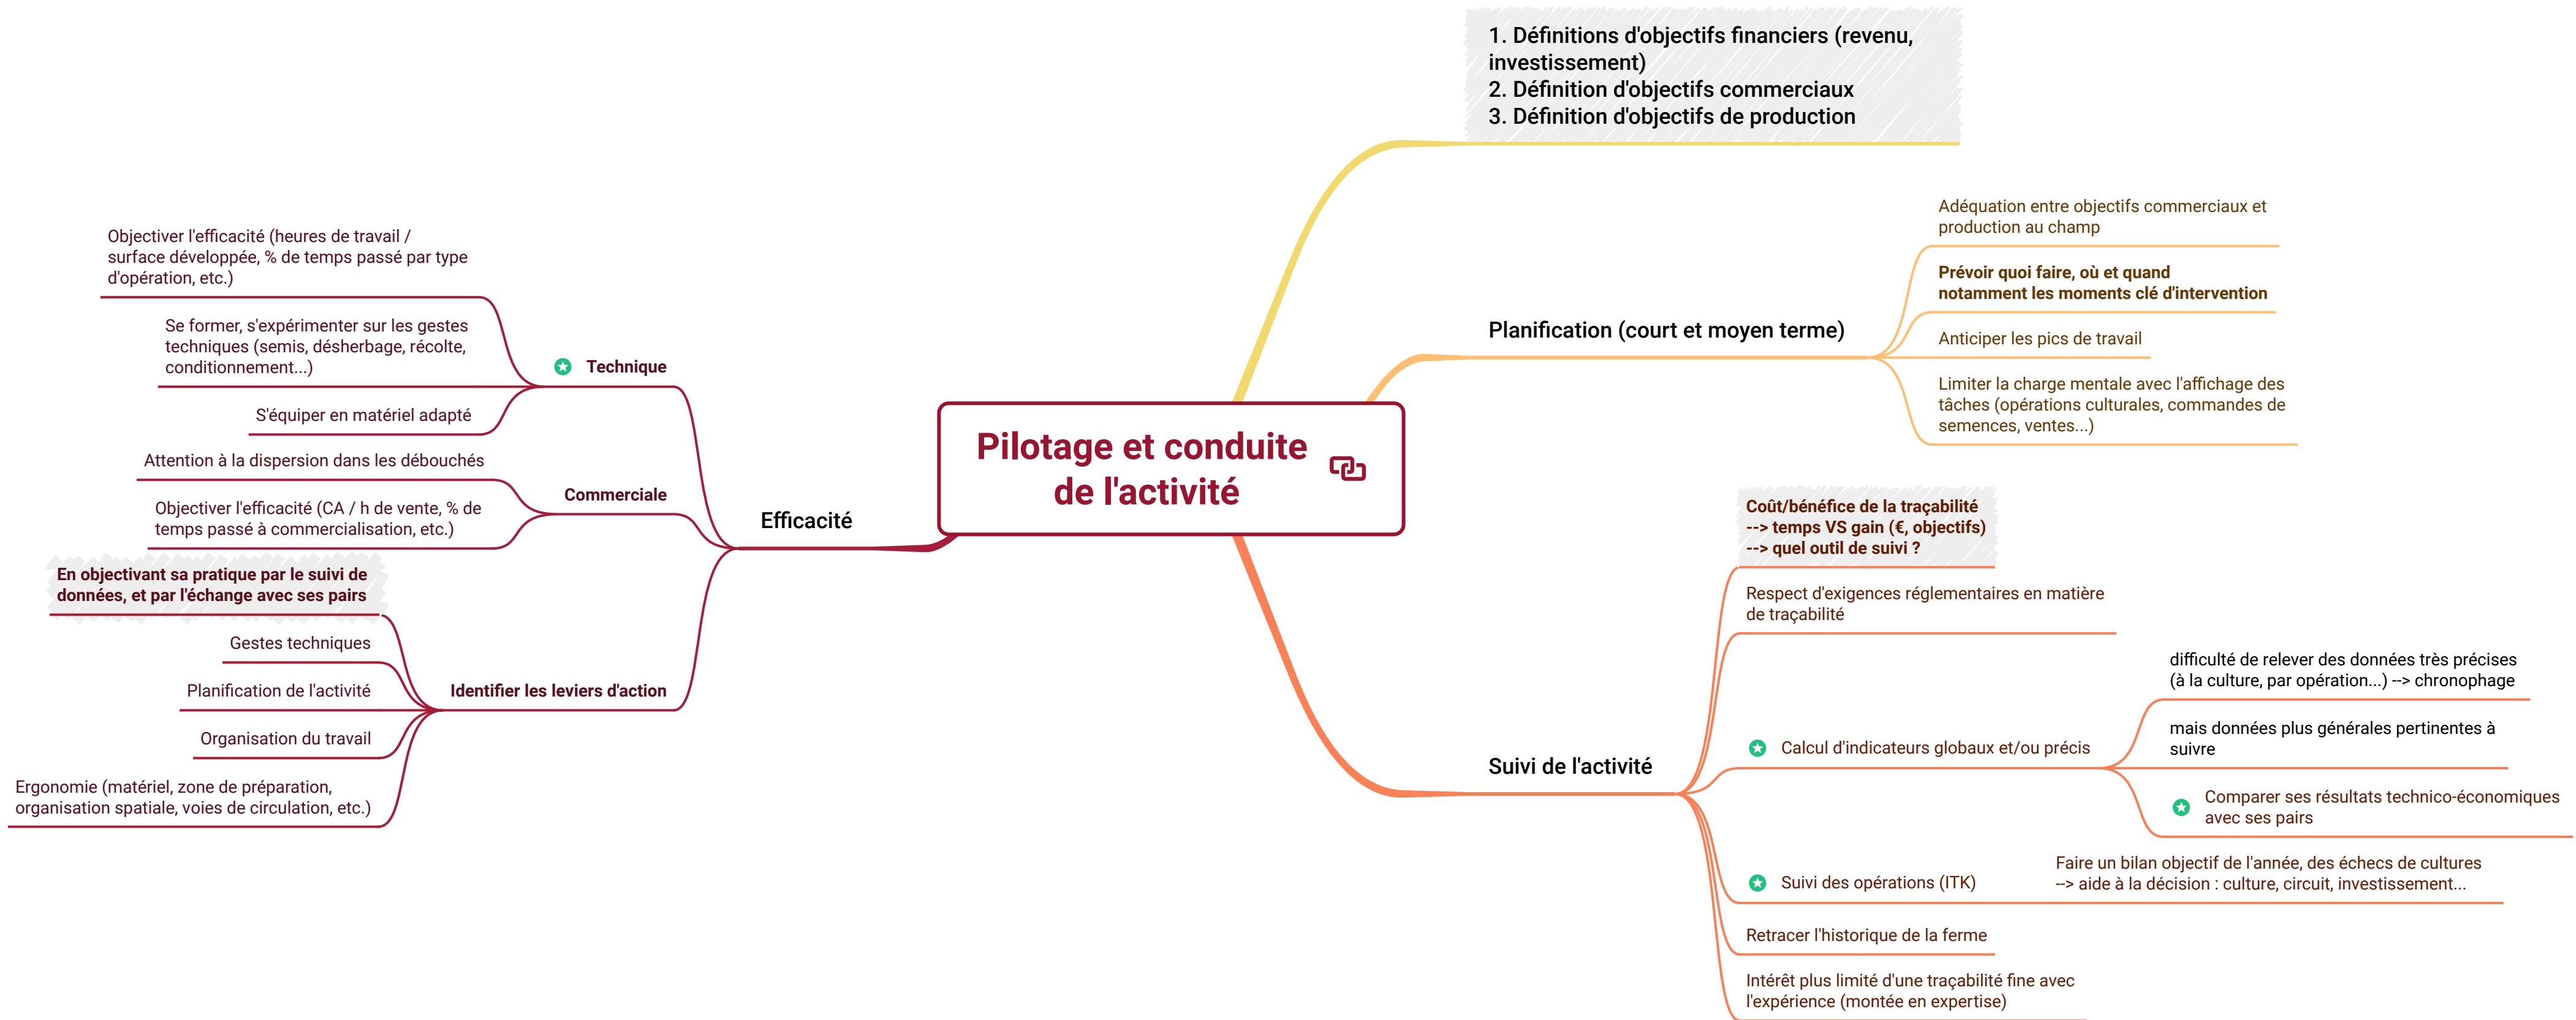 1. Définitions d'objectifs financiers (revenu,
investissement)
2. Définition d'objectifs commerciaux
3. Définition d'objectifs de production
Adéquation entre objectifs commerciaux et
production au champ
Prévoir quoi faire, où et quand
notamment les moments clé d'intervention
Planification (court et moyen terme)
Anticiper les pics de travail
Limiter la charge mentale avec l'affichage des
tâches (opérations culturales, commandes de
semences, ventes...)
Pilotage et conduite
de l'activité
Objectiver l'efficacité (heures de travail /
surface développée, % de temps passé par type
d'opération, etc.)
Se former, s'expérimenter sur les gestes
techniques (semis, désherbage, récolte,
conditionnement...)
Technique
S'équiper en matériel adapté
Attention à la dispersion dans les débouchés
Commerciale
Objectiver l'efficacité (CA / h de vente, % de
temps passé à commercialisation, etc.)
Efficacité
En objectivant sa pratique par le suivi de
données, et par l'échange avec ses pairs
Gestes techniques
Planification de l'activité
Identifier les leviers d'action
Organisation du travail
Ergonomie (matériel, zone de préparation,
organisation spatiale, voies de circulation, etc.)
Coût/bénéfice de la traçabilité
--> temps VS gain (€, objectifs)
--> quel outil de suivi ?
Respect d'exigences réglementaires en matière
de traçabilité
difficulté de relever des données très précises
(à la culture, par opération...) --> chronophage
mais données plus générales pertinentes à
suivre
Calcul d'indicateurs globaux et/ou précis
Suivi de l'activité
Comparer ses résultats technico-économiques
avec ses pairs
Suivi des opérations (ITK)
Faire un bilan objectif de l'année, des échecs de cultures
--> aide à la décision : culture, circuit, investissement...
Retracer l'historique de la ferme
Intérêt plus limité d'une traçabilité fine avec
l'expérience (montée en expertise)